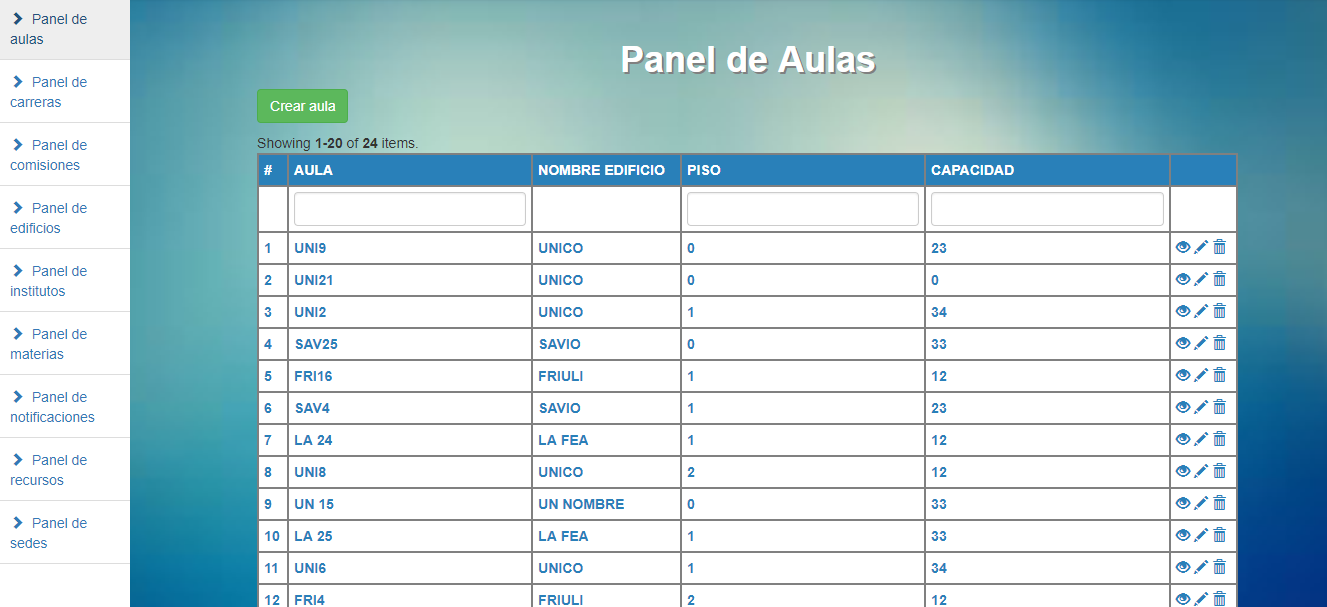 Panel de
aulas
Panel de
carreras
Panel de
comisiones
Panel de
edificios
Panel de
institutos
Panel de
materias
Panel de
notificaciones
Panel de
recursos
Panel de
sedes
Panel de Aulas
Crear aula
Showing 1-20 of 24 items.
# AULA NOMBRE EDIFICIO PISO CAPACIDAD
1 UNI9 UNICO 0 23
2 UNI21 UNICO 0 0
3 UNI2 UNICO 1 34
4 SAV25 SAVIO 0 33
5 FRI16 FRIULI 1 12
6 SAV4 SAVIO 1 23
7 LA 24 LA FEA 1 12
8 UNI8 UNICO 2 12
9 UN 15 UN NOMBRE 0 33
10 LA 25 LA FEA 1 33
11 UNI6 UNICO 1 34
12 FRI4 FRIULI 2 12